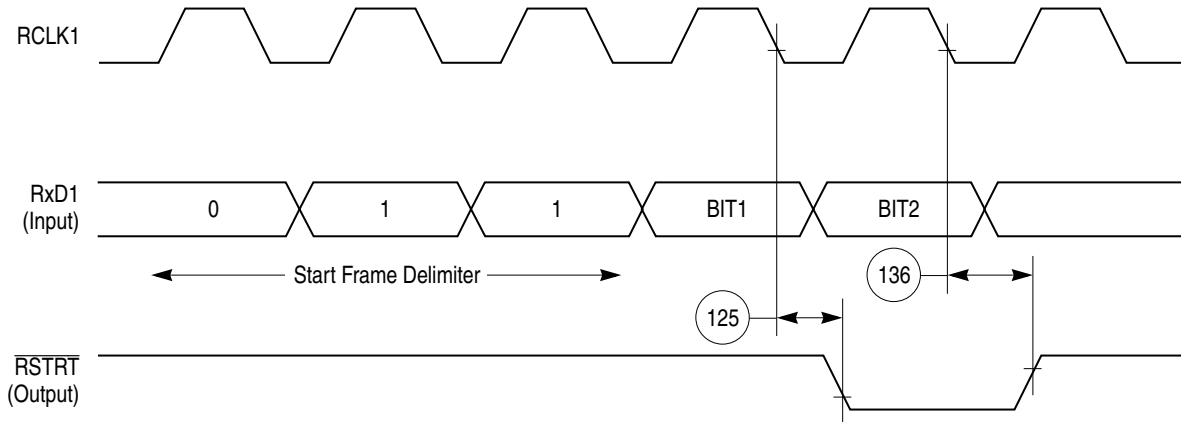 RCLK1
RxD1
(Input)
0
1
1
BIT1
BIT2
Start Frame Delimiter
136
125
RSTRT
(Output)